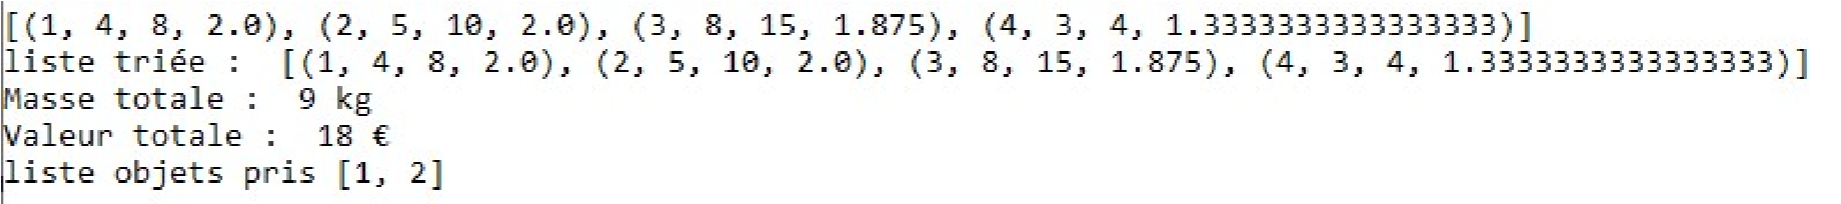 [(1, 4, 8, 2.0), (2, 5, 10, 2.0), (3, 8, 15, 1.875), (4, 3, 4, 1.3333333333333333)]
liste triée :  [(1, 4, 8, 2.0), (2, 5, 10, 2.0), (3, 8, 15, 1.875), (4, 3, 4, 1.3333333333333333)]
Masse totale :  9 kg
Valeur totale :  18 €
liste objets pris [1, 2]